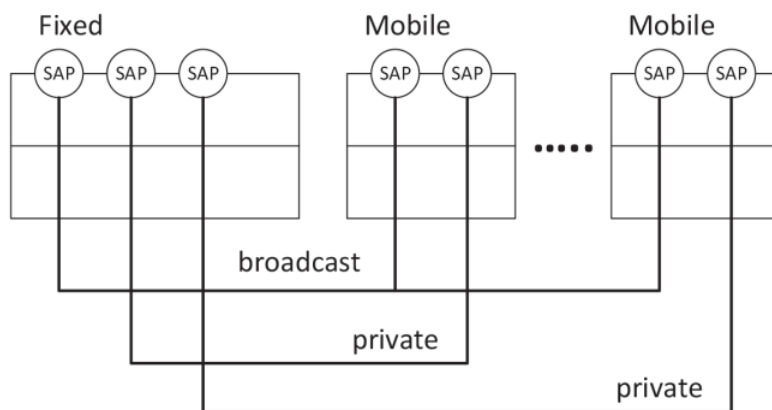 Fixed
Mobile
Mobile
SAP SAP SAP SAP SAP SAP SAP
broadcast
private
private